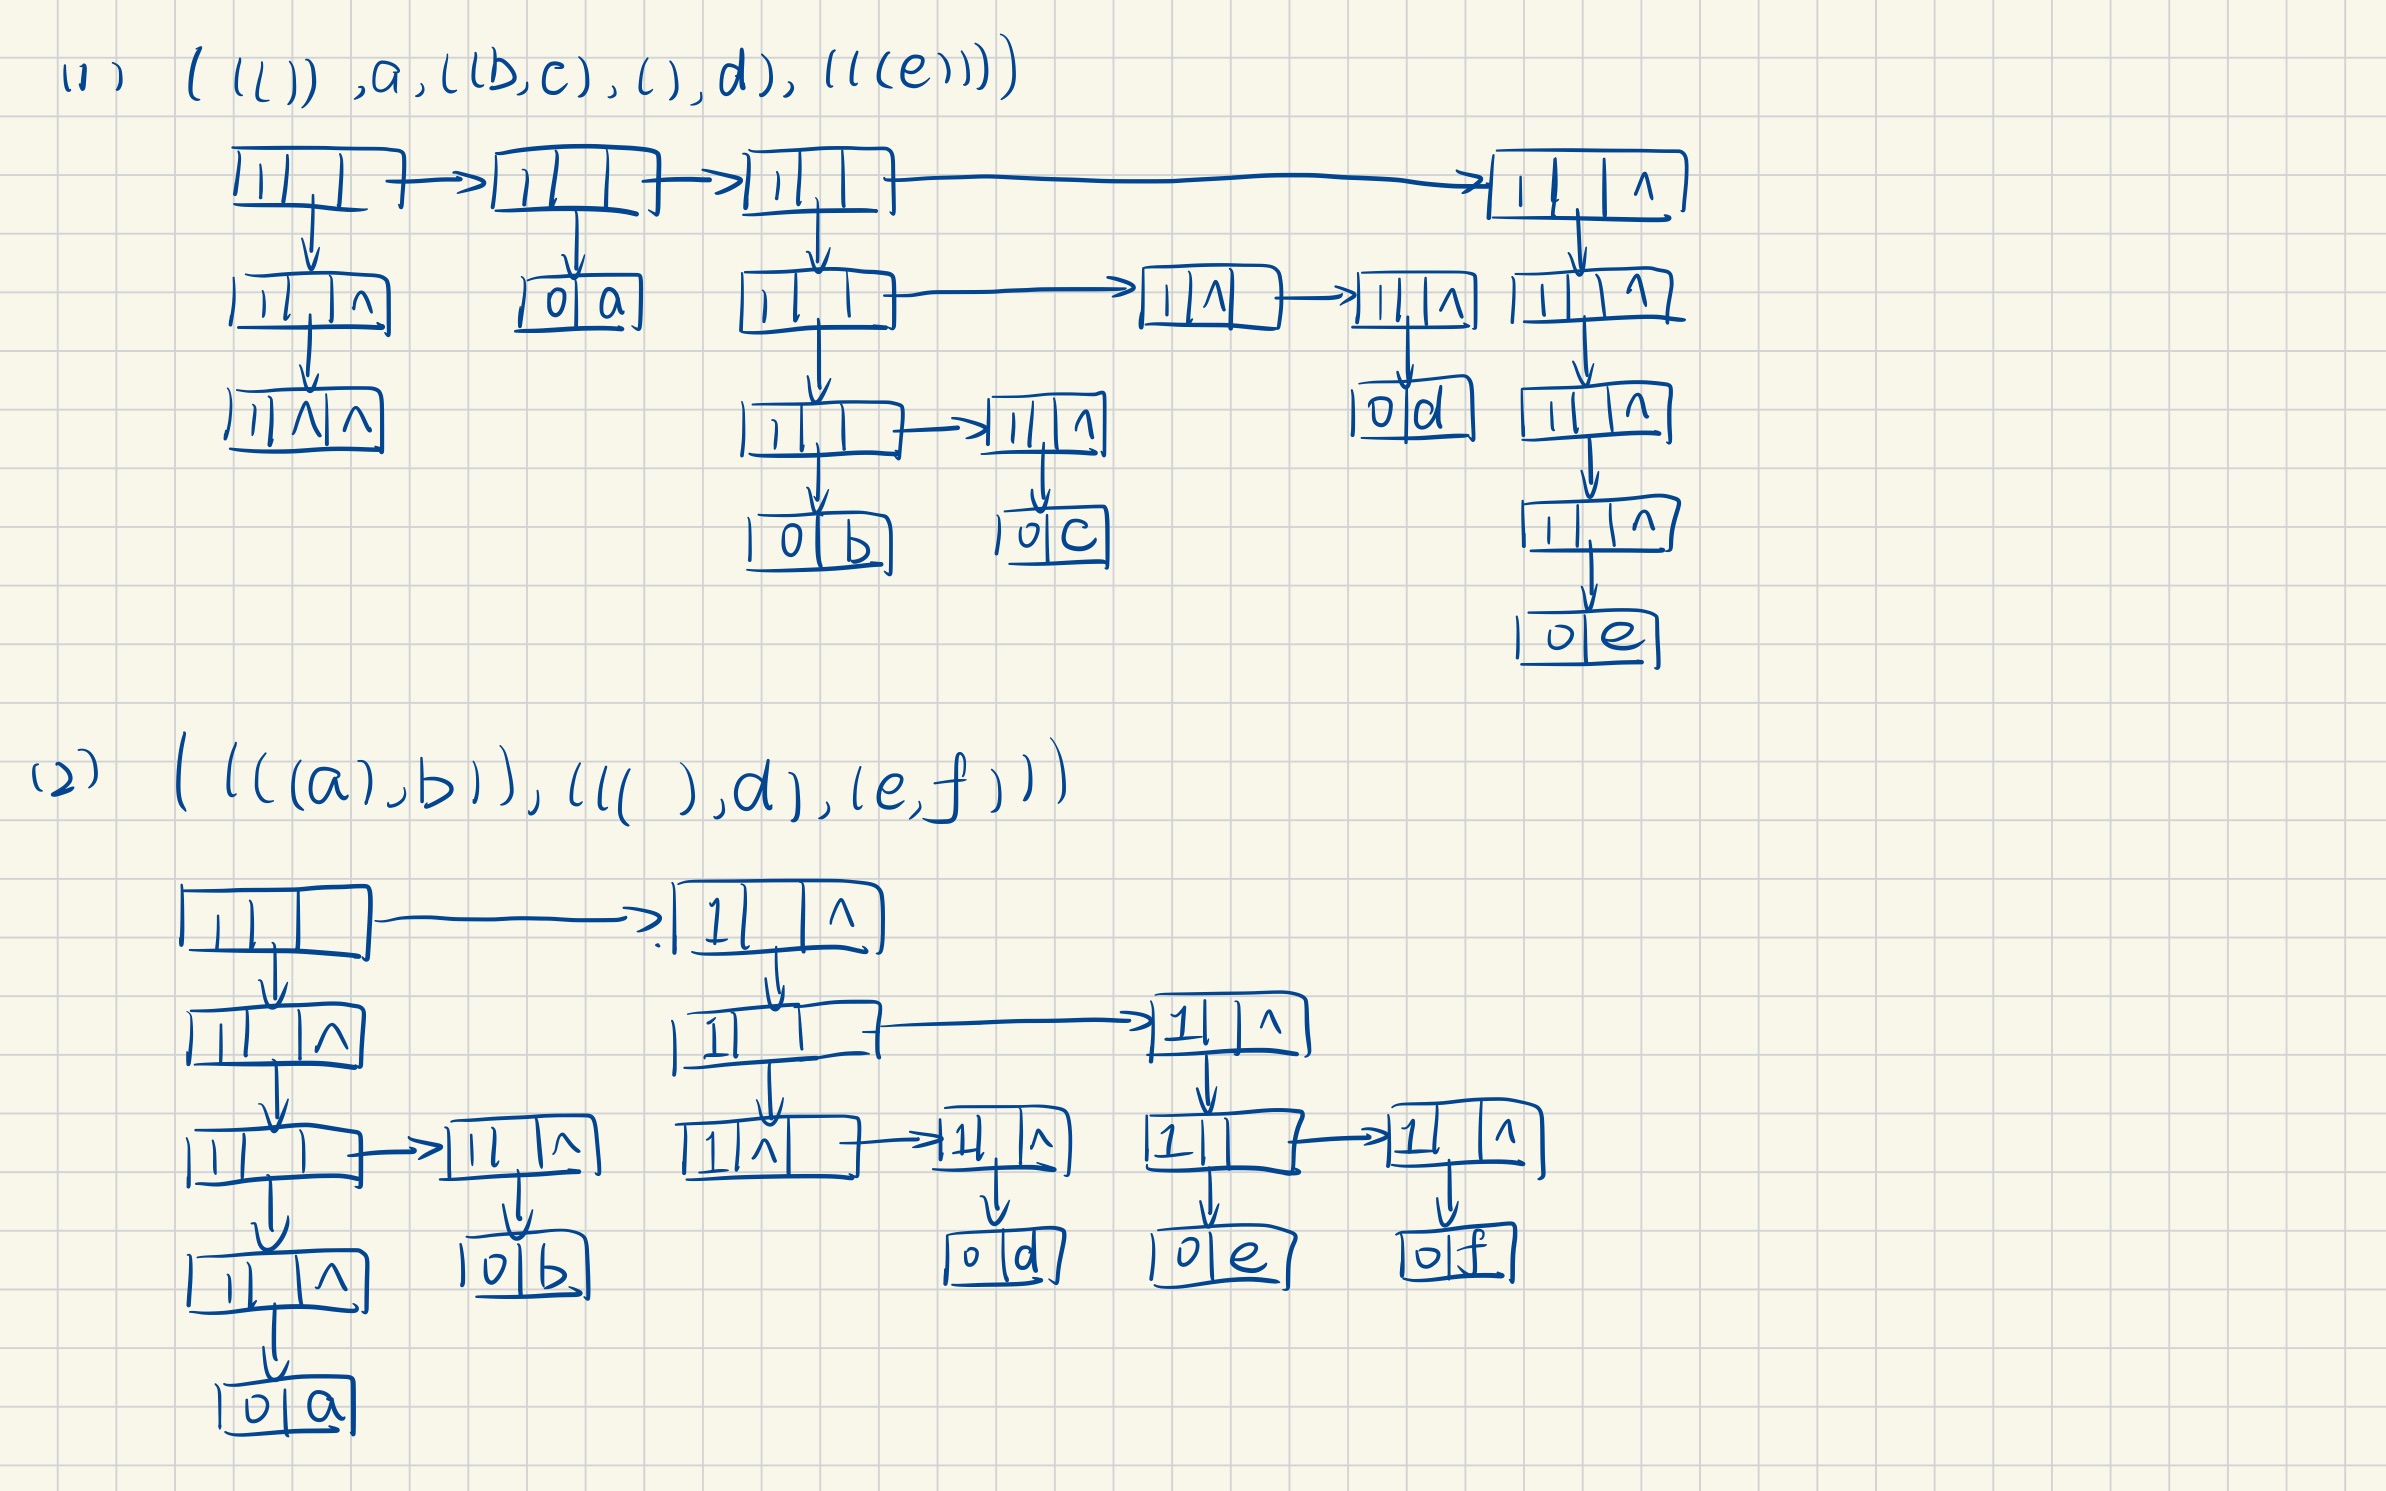 (1) ((()),a,((b,c),(),d),(((e))))
1 1 1 1 ^
1 ^ 0 a 1 1 ^ 1 ^ 1 ^
1 ^ ^ 1 1 ^ 0 d 1 ^
0 b 0 c 1 ^
0 e
(2) ((((a),b)),((( ),d),(e,f)))
1 1 ^
1 ^ 1 1 ^
1 1 ^ 1 ^ 1 ^ 1 1 ^
1 ^ 0 b 0 d 0 e 0 f
0 a